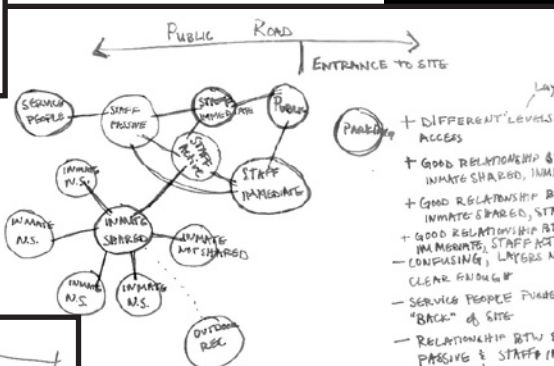 PUBLIC ROAD
ENTRANCE TO SITE
SERVICE
PEOPLE
STAFF
PASSIVE
STAFF
IMMEDIATE
PUBLIC
STAFF
ACTIVE
STAFF
IMMEDIATE
PARKING
INMATE
N.S.
INMATE
N.S.
INMATE
SHARED
INMATE
NOT SHARED
INMATE
N.S.
INMATE
N.S.
OUTDOOR
REC
+ DIFFERENT LEVELS
ACCESS
+ GOOD RELATIONSHIP
INMATE SHARED,
+ GOOD RELATIONSHIP
INMATE SHARED,
+ GOOD RELATIONSHIP
IMMEDIATE, STAFF
- CONFUSING, LAYERS
CLEAR ENOUGH
- SERVICE PEOPLE
"BACK" of SITE
- RELATIONSHIP BTW
PASSIVE & STAFF